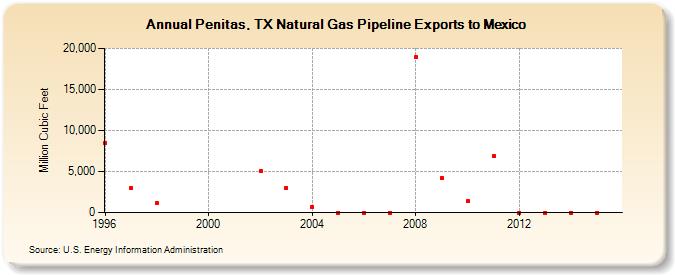 Annual Penitas, TX Natural Gas Pipeline Exports to Mexico
Million Cubic Feet
20,000
15,000
10,000
5,000
0
1996 2000 2004 2008 2012
Source: U.S. Energy Information Administration